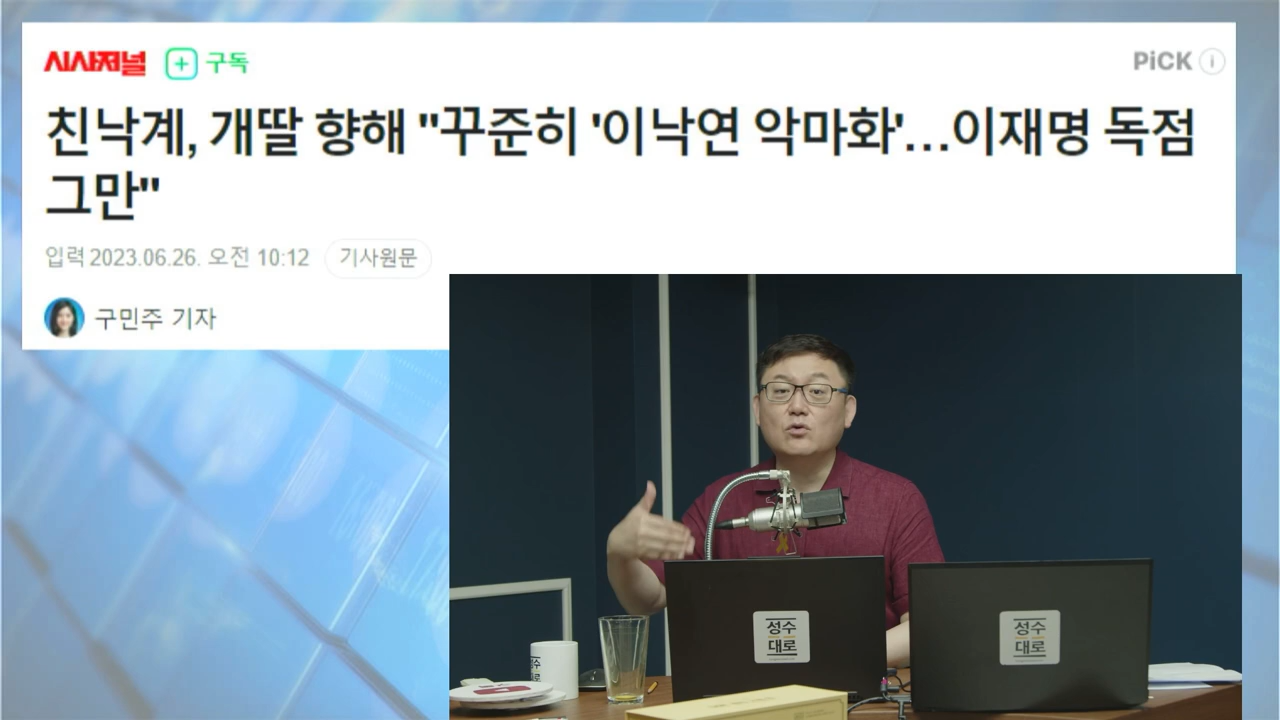 시사저널 + 구독
PiCK i
친낙계, 개딸 향해 "꾸준히 '이낙연 악마화'...이재명 독점
그만"
입력 2023.06.26. 오전 10:12 기사원문
구민주 기자
성수
대로
성수
대로